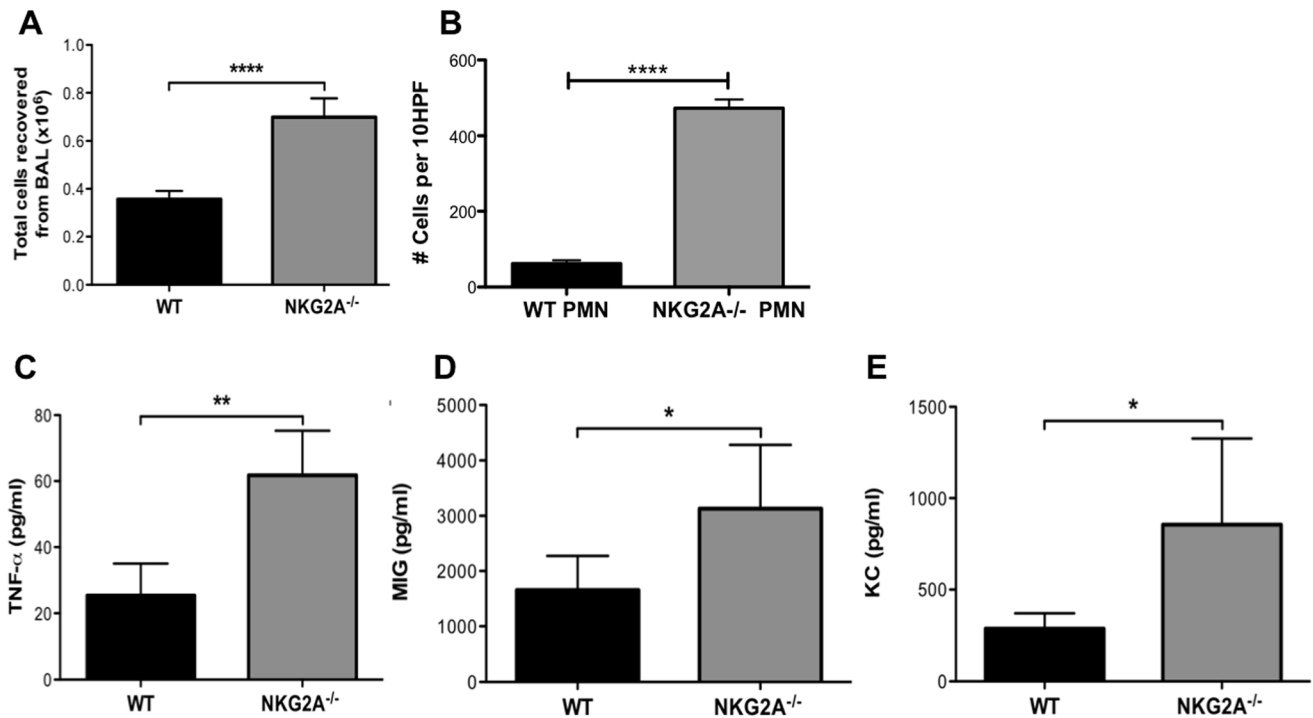 A
Total cells recovered
from BAL (x10⁶)
1.0
0.8
0.6
0.4
0.2
0.0
****
WT
NKG2A⁻/⁻
B
# Cells per 10HPF
600
400
200
0
****
WT PMN
NKG2A-/- PMN
C
TNF-α (pg/ml)
80
60
40
20
0
**
WT
NKG2A⁻/⁻
D
MIG (pg/ml)
5000
4000
3000
2000
1000
0
*
WT
NKG2A⁻/⁻
E
KC (pg/ml)
1500
1000
500
0
*
WT
NKG2A⁻/⁻